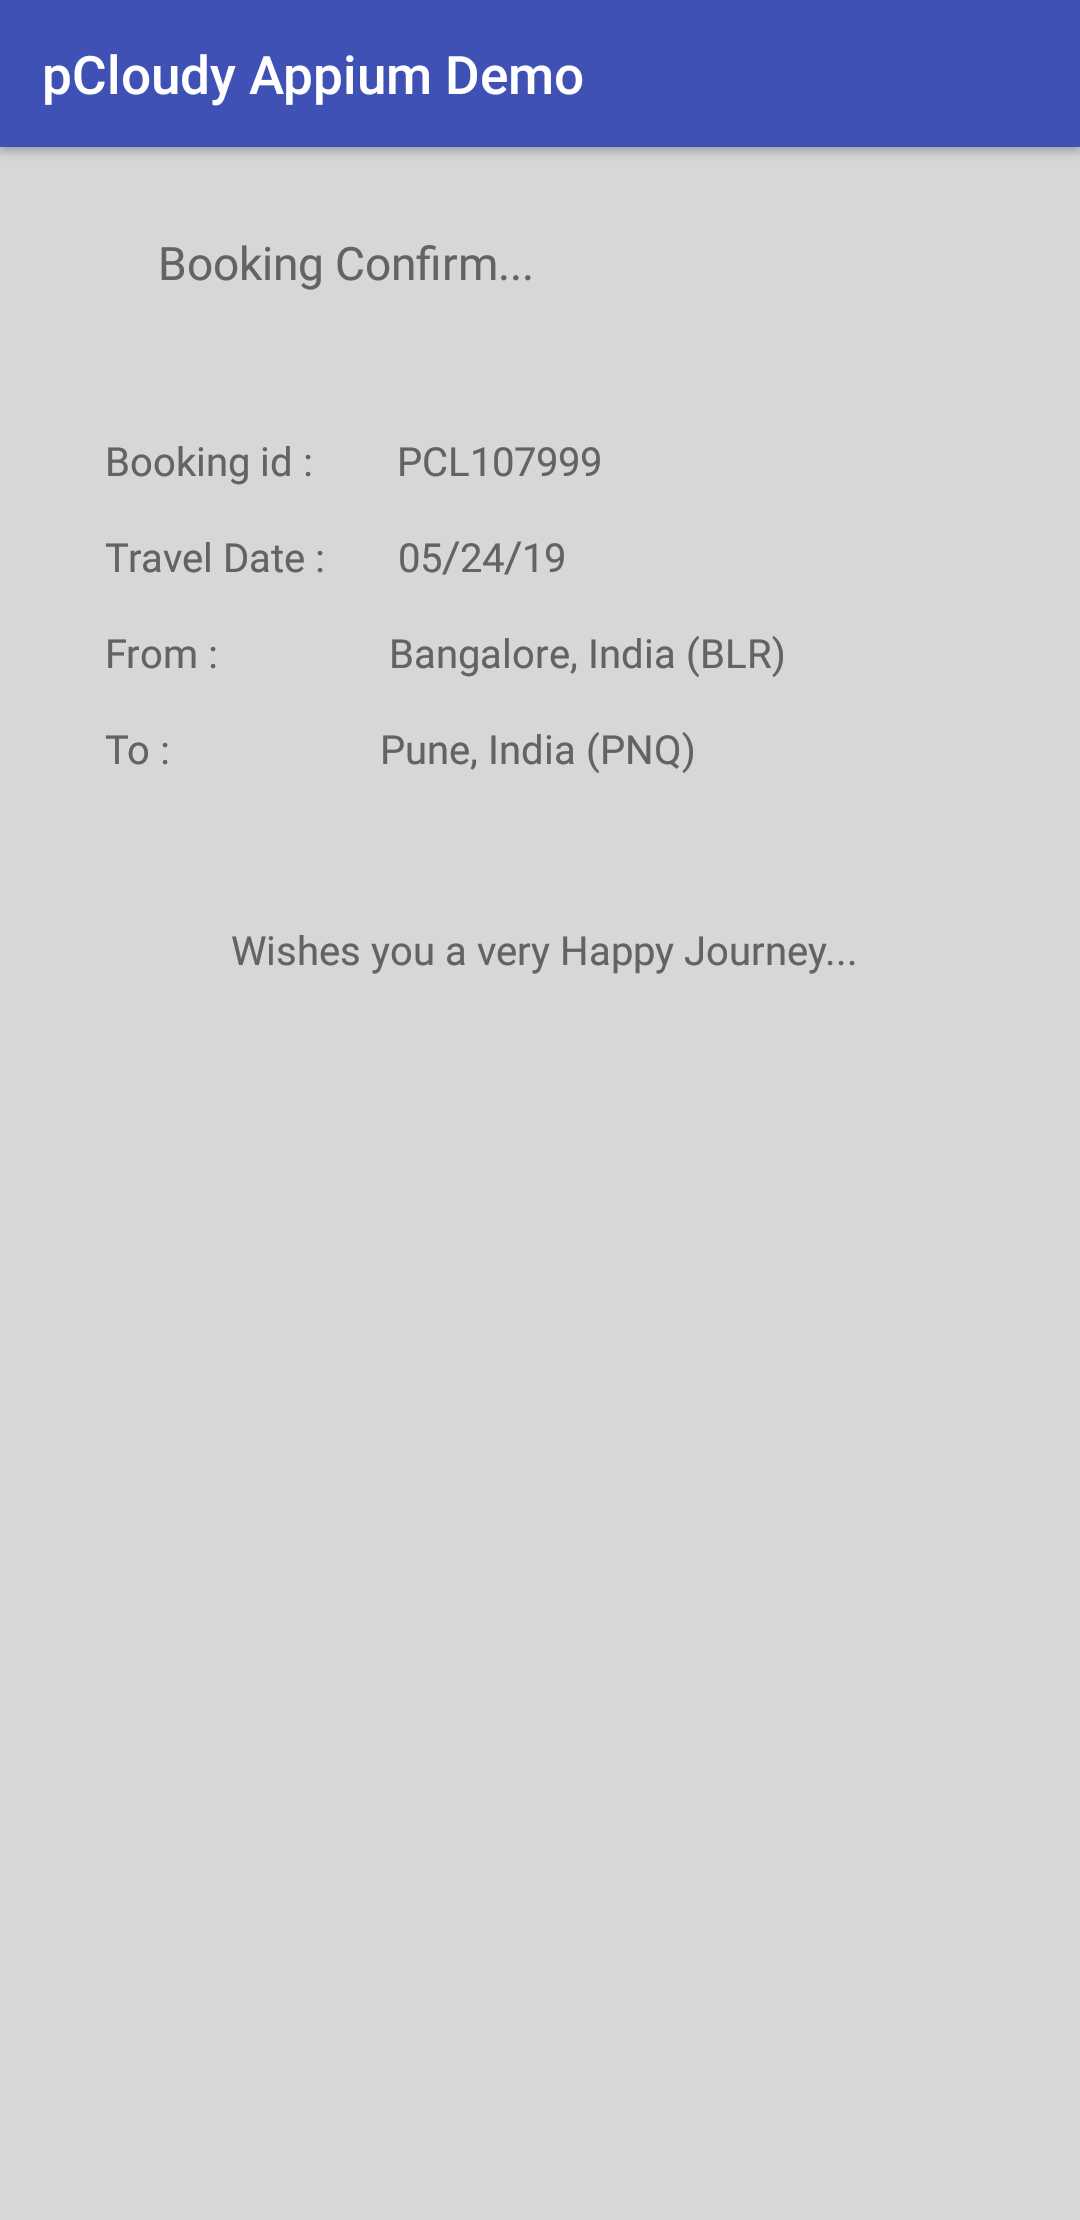 pCloudy Appium Demo
Booking Confirm...
Booking id : PCL107999
Travel Date : 05/24/19
From : Bangalore, India (BLR)
To : Pune, India (PNQ)
Wishes you a very Happy Journey...